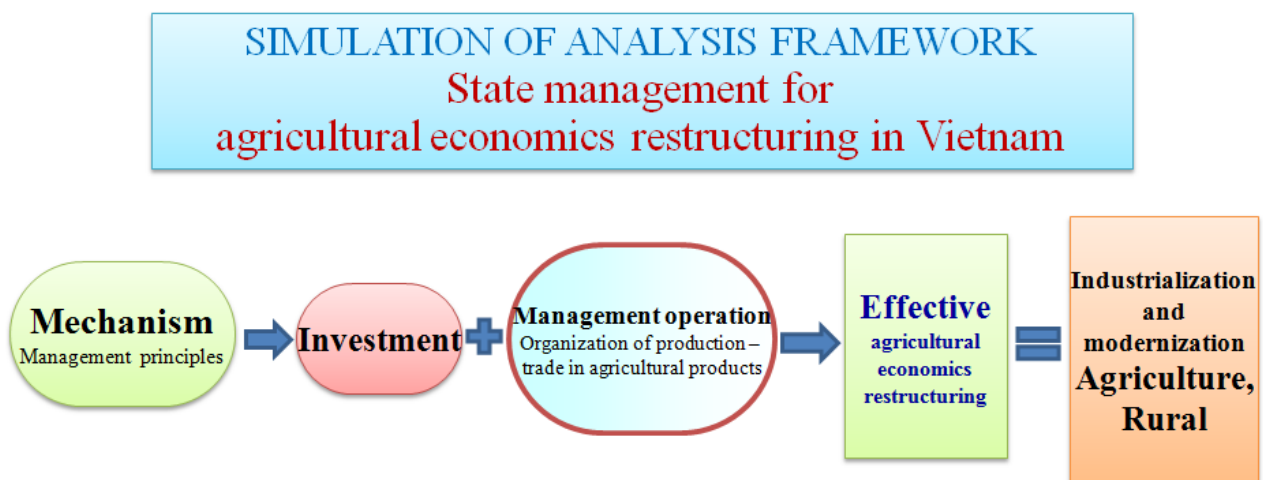 SIMULATION OF ANALYSIS FRAMEWORK
State management for
agricultural economics restructuring in Vietnam
Mechanism
Management principles
Investment
Management operation
Organization of production –
trade in agricultural products
Effective
agricultural
economics
restructuring
Industrialization
and
modernization
Agriculture,
Rural